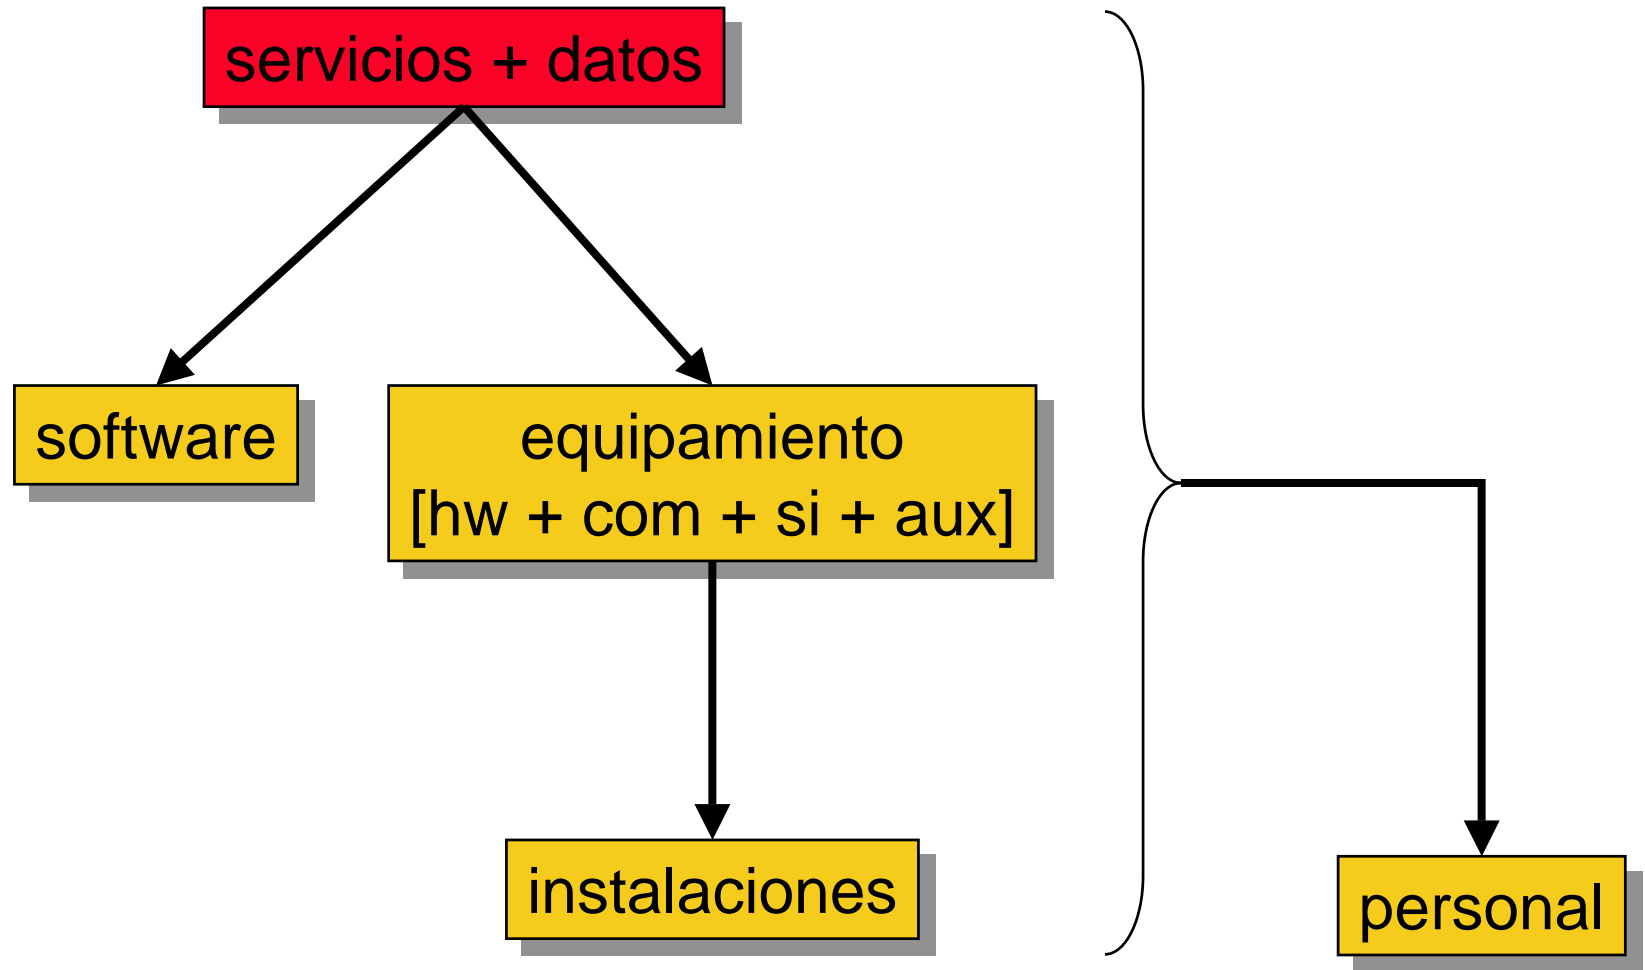 servicios + datos
software
equipamiento
[hw + com + si + aux]
instalaciones
personal